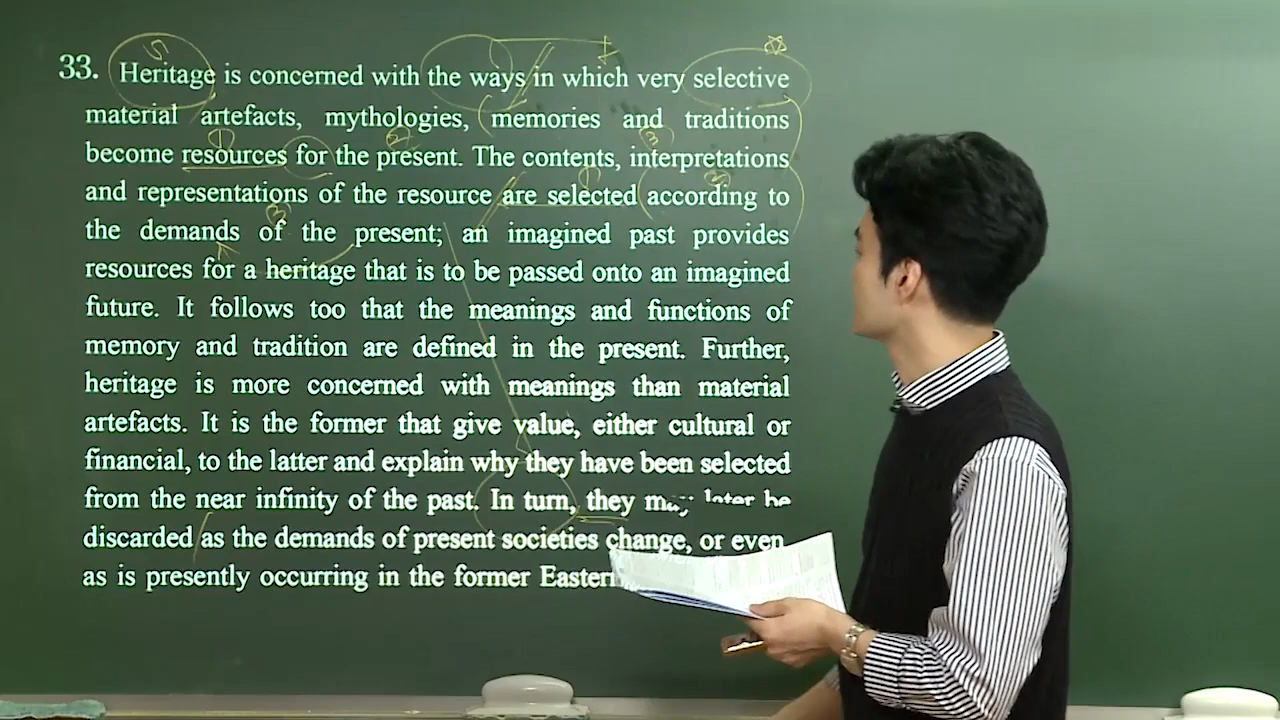 33. Heritage is concerned with the ways in which very selective
material artefacts, mythologies, memories and traditions
become resources for the present. The contents, interpretations
and representations of the resource are selected according to
the demands of the present; an imagined past provides
resources for a heritage that is to be passed onto an imagined
future. It follows too that the meanings and functions of
memory and tradition are defined in the present. Further,
heritage is more concerned with meanings than material
artefacts. It is the former that give value, either cultural or
financial, to the latter and explain why they have been selected
from the near infinity of the past. In turn, they may later be
discarded as the demands of present societies change, or even
as is presently occurring in the former Eastern